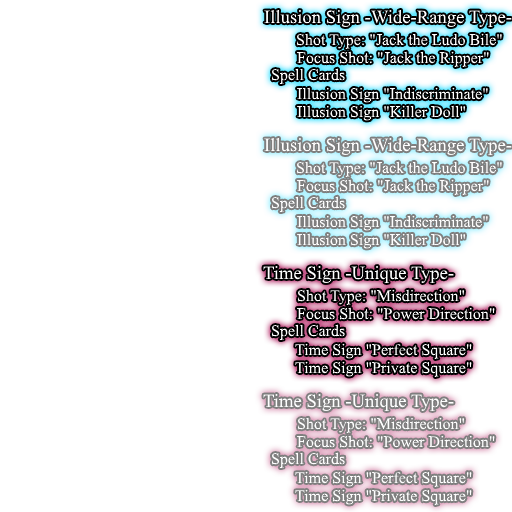 Illusion Sign -Wide-Range Type-
Shot Type: "Jack the Ludo Bile"
Focus Shot: "Jack the Ripper"
Spell Cards
Illusion Sign "Indiscriminate"
Illusion Sign "Killer Doll"
Illusion Sign -Wide-Range Type-
Shot Type: "Jack the Ludo Bile"
Focus Shot: "Jack the Ripper"
Spell Cards
Illusion Sign "Indiscriminate"
Illusion Sign "Killer Doll"
Time Sign -Unique Type-
Shot Type: "Misdirection"
Focus Shot: "Power Direction"
Spell Cards
Time Sign "Perfect Square"
Time Sign "Private Square"
Time Sign -Unique Type-
Shot Type: "Misdirection"
Focus Shot: "Power Direction"
Spell Cards
Time Sign "Perfect Square"
Time Sign "Private Square"